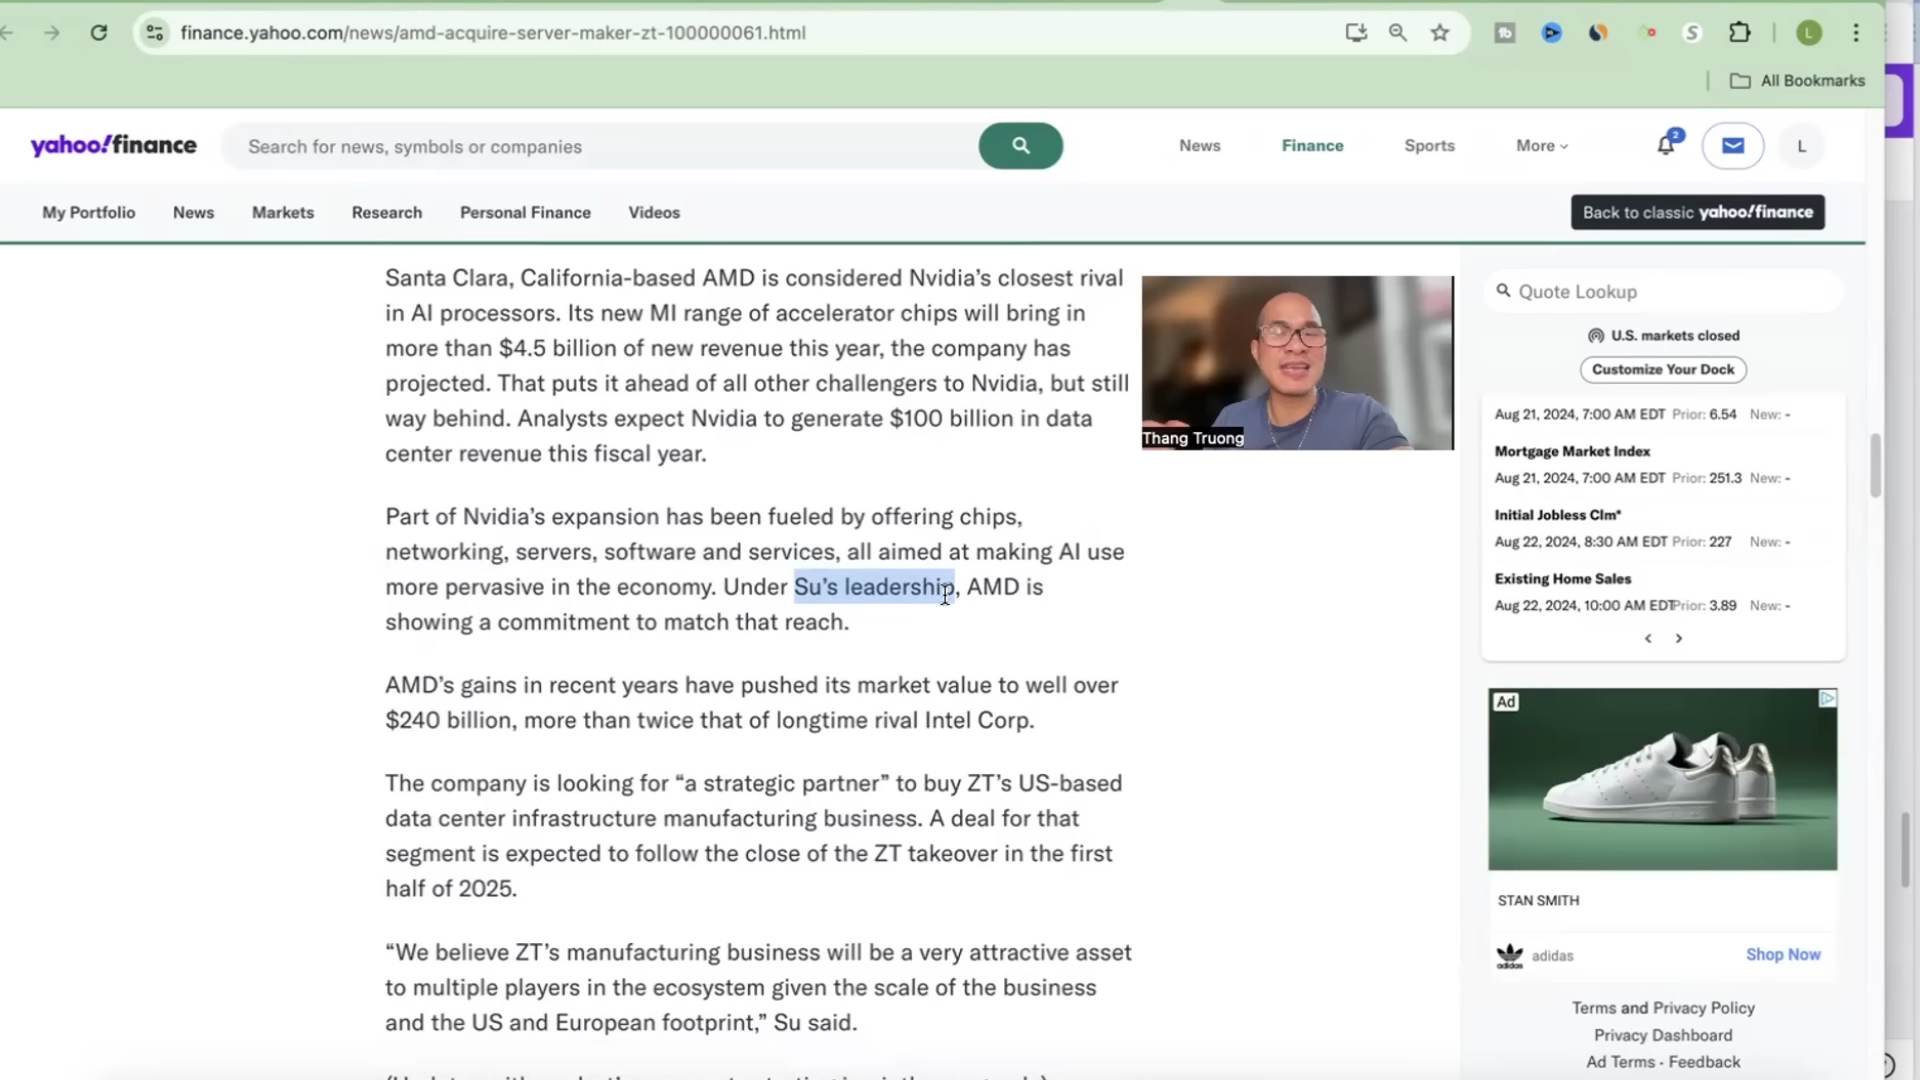 finance.yahoo.com/news/amd-acquire-server-maker-zt-100000061.html
tb
S
L
All Bookmarks
yahoo!finance
Search for news, symbols or companies
News
Finance
Sports
More
2
L
My Portfolio
News
Markets
Research
Personal Finance
Videos
Back to classic yahoo!finance
Santa Clara, California-based AMD is considered Nvidia’s closest rival
in AI processors. Its new MI range of accelerator chips will bring in
more than $4.5 billion of new revenue this year, the company has
projected. That puts it ahead of all other challengers to Nvidia, but still
way behind. Analysts expect Nvidia to generate $100 billion in data
center revenue this fiscal year.
Part of Nvidia’s expansion has been fueled by offering chips,
networking, servers, software and services, all aimed at making AI use
more pervasive in the economy. Under Su’s leadership, AMD is
showing a commitment to match that reach.
AMD’s gains in recent years have pushed its market value to well over
$240 billion, more than twice that of longtime rival Intel Corp.
The company is looking for “a strategic partner” to buy ZT’s US-based
data center infrastructure manufacturing business. A deal for that
segment is expected to follow the close of the ZT takeover in the first
half of 2025.
“We believe ZT’s manufacturing business will be a very attractive asset
to multiple players in the ecosystem given the scale of the business
and the US and European footprint,” Su said.
Thang Truong
Quote Lookup
U.S. markets closed
Customize Your Dock
Aug 21, 2024, 7:00 AM EDT Prior: 6.54 New: -
Mortgage Market Index
Aug 21, 2024, 7:00 AM EDT Prior: 251.3 New: -
Initial Jobless Clm*
Aug 22, 2024, 8:30 AM EDT Prior: 227 New: -
Existing Home Sales
Aug 22, 2024, 10:00 AM EDT Prior: 3.89 New: -
Ad
STAN SMITH
adidas
adidas
Shop Now
Terms and Privacy Policy
Privacy Dashboard
Ad Terms - Feedback